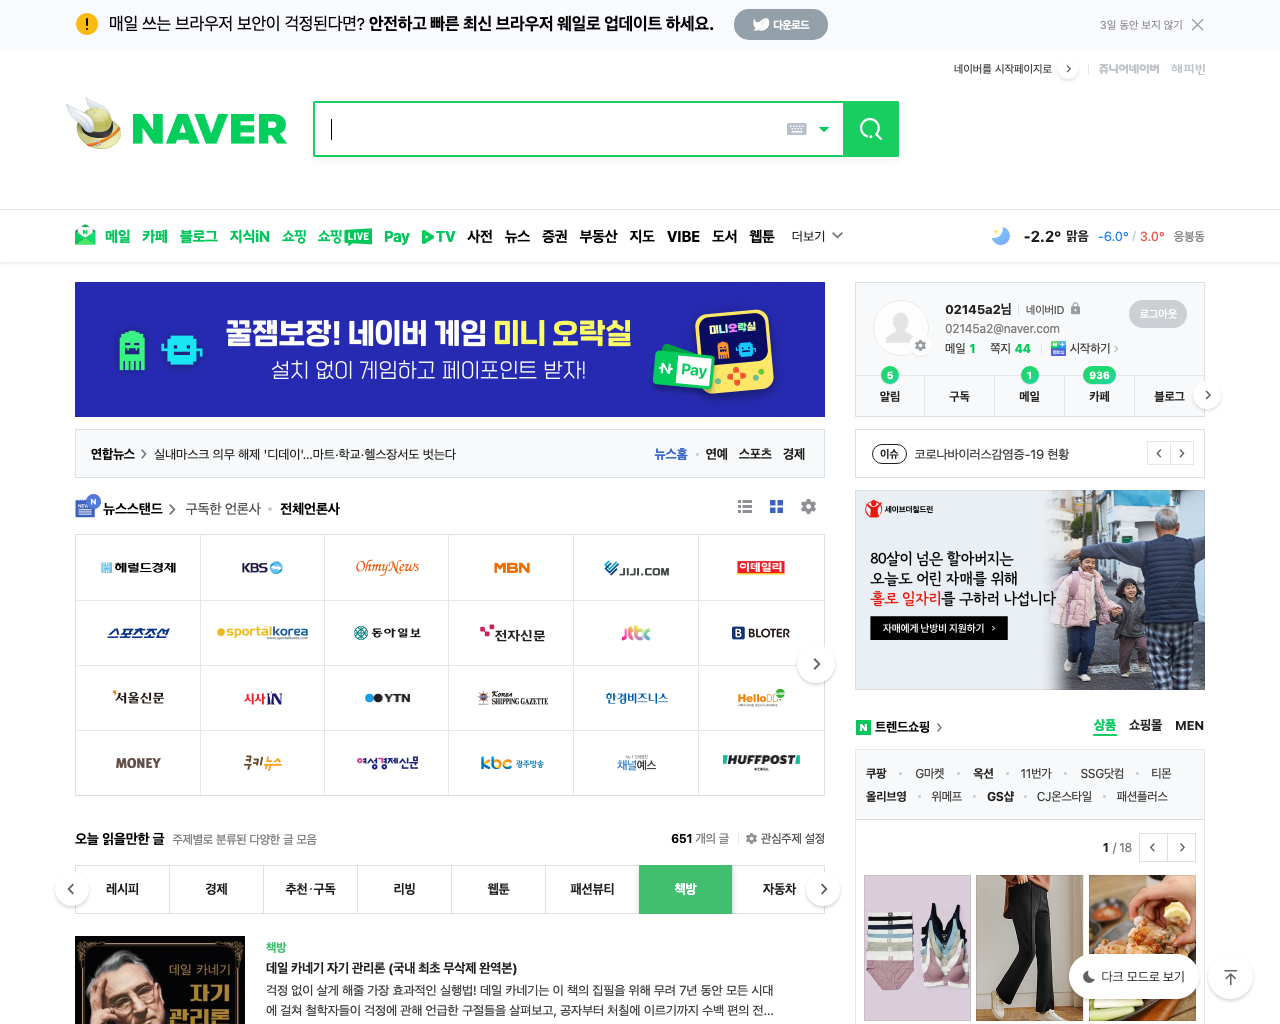 매일 쓰는 브라우저 보안이 걱정된다면? 안전하고 빠른 최신 브라우저 웨일로 업데이트 하세요. 다운로드 3일 동안 보지 않기
네이버를 시작페이지로 쥬니어네이버 해피빈
NAVER
메일 카페 블로그 지식iN 쇼핑 쇼핑LIVE Pay TV 사전 뉴스 증권 부동산 지도 VIBE 도서 웹툰 더보기
-2.2° 맑음 -6.0° / 3.0° 응봉동
꿀잼보장! 네이버 게임 미니 오락실
설치 없이 게임하고 페이포인트 받자!
미니오락실
N Pay
02145a2님 네이버ID 로그아웃
02145a2@naver.com
메일 1 쪽지 44 시작하기
5 1 936
알림 구독 메일 카페 블로그
연합뉴스 실내마스크 의무 해제 '디데이'…마트·학교·헬스장서도 벗는다 뉴스홈 연예 스포츠 경제
이슈 코로나바이러스감염증-19 현황
뉴스스탠드 구독한 언론사 전체언론사
헤럴드경제 KBS OhmyNews MBN JIJI.COM 이데일리
스포츠조선 sportalkorea 동아일보 전자신문 jtbc BLOTER
서울신문 시사IN YTN KOREA SHIPPING GAZETTE 한경비즈니스 HelloDD
MONEY 쿠키뉴스 여성경제신문 kbc 광주방송 채널예스 HUFFPOST
세이브더칠드런
80살이 넘은 할아버지는
오늘도 어린 자매를 위해
홀로 일자리를 구하러 나섭니다
자매에게 난방비 지원하기 >
트렌드쇼핑 상품 쇼핑몰 MEN
쿠팡 G마켓 옥션 11번가 SSG닷컴 티몬
올리브영 위메프 GS샵 CJ온스타일 패션플러스
1 / 18
오늘 읽을만한 글 주제별로 분류된 다양한 글 모음 651 개의 글 관심주제 설정
레시피 경제 추천·구독 리빙 웹툰 패션뷰티 책방 자동차
데일 카네기
자기
관리론
책방
데일 카네기 자기 관리론 (국내 최초 무삭제 완역본)
걱정 없이 살게 해줄 가장 효과적인 실행법! 데일 카네기는 이 책의 집필을 위해 무려 7년 동안 모든 시대
에 걸쳐 철학자들이 걱정에 관해 언급한 구절들을 살펴보고, 공자부터 처칠에 이르기까지 수백 편의 전…
다크 모드로 보기